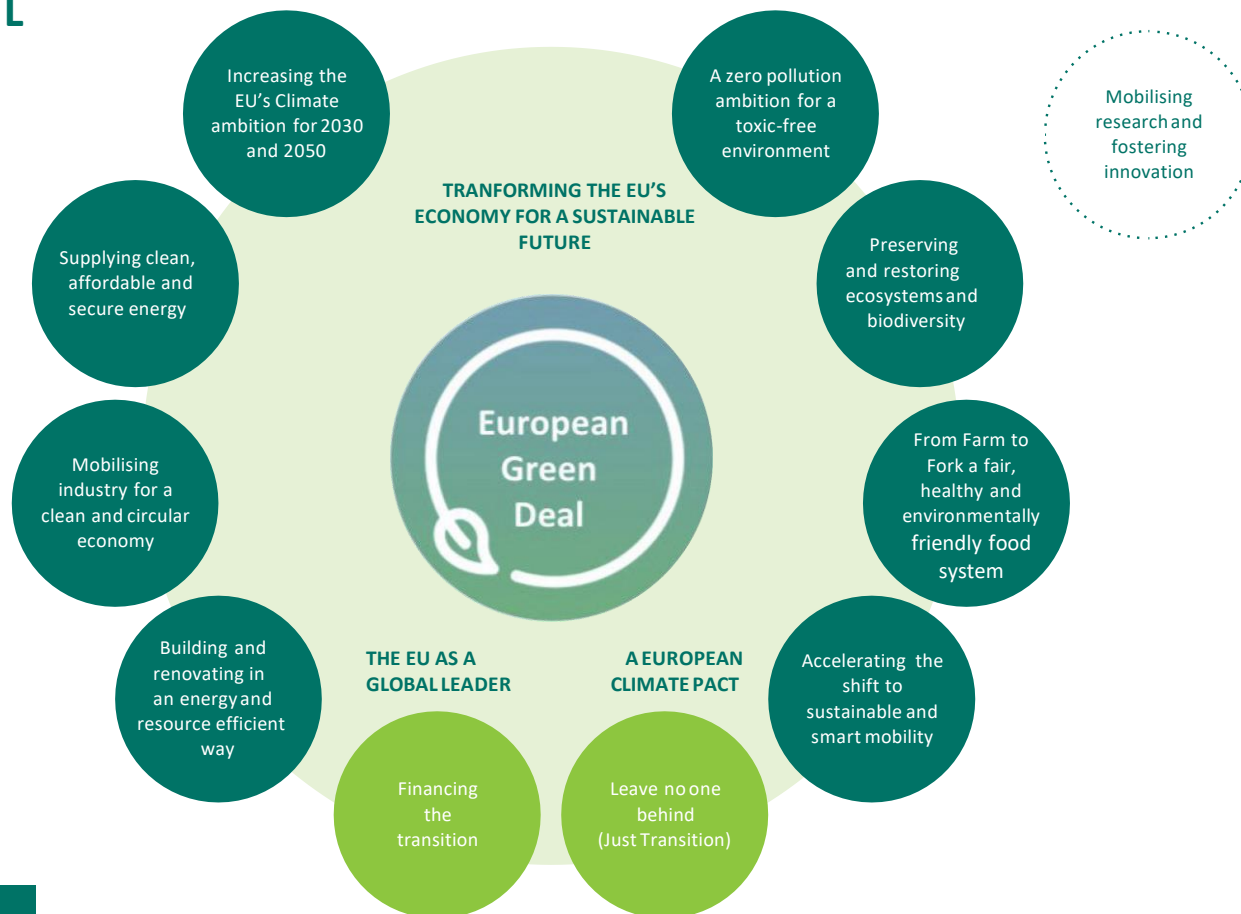 L
Increasing the
EU's Climate
ambition for 2030
and 2050
A zero pollution
ambition for a
toxic-free
environment
Mobilising
research and
fostering
innovation
TRANFORMING THE EU'S
ECONOMY FOR A SUSTAINABLE
FUTURE
Supplying clean,
affordable and
secure energy
Preserving
and restoring
ecosystems and
biodiversity
European
Green
Deal
Mobilising
industry for a
clean and circular
economy
From Farm to
Fork a fair,
healthy and
environmentally
friendly food
system
Building and
renovating in
an energy and
resource efficient
way
THE EU AS A
GLOBAL LEADER
A EUROPEAN
CLIMATE PACT
Accelerating the
shift to
sustainable and
smart mobility
Financing
the
transition
Leave no one
behind
(Just Transition)